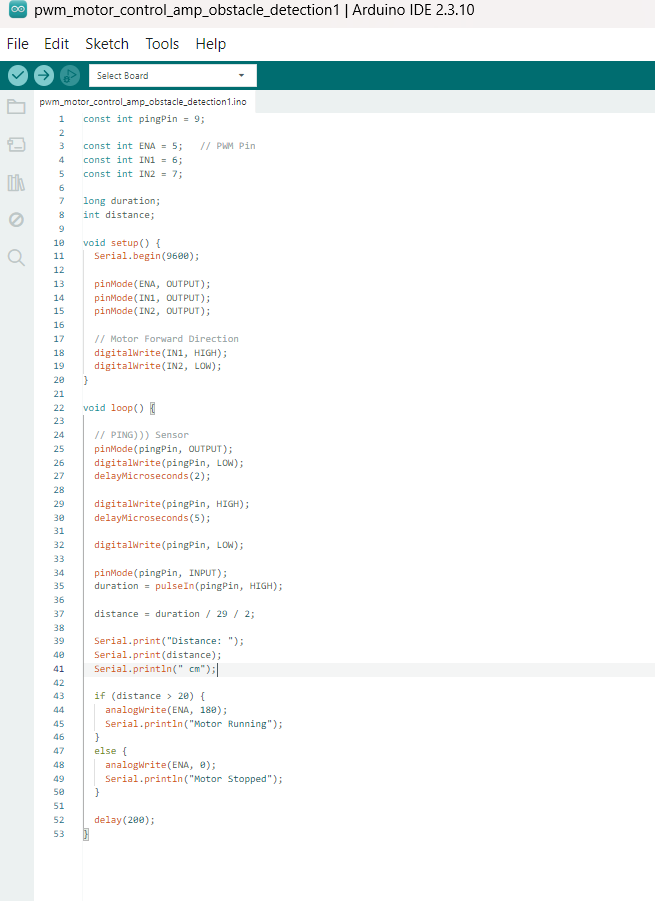 pwm_motor_control_amp_obstacle_detection1 | Arduino IDE 2.3.10
File Edit Sketch Tools Help
Select Board
pwm_motor_control_amp_obstacle_detection1.ino
1 const int pingPin = 9;
2
3 const int ENA = 5;   // PWM Pin
4 const int IN1 = 6;
5 const int IN2 = 7;
6
7 long duration;
8 int distance;
9
10 void setup() {
11   Serial.begin(9600);
12
13   pinMode(ENA, OUTPUT);
14   pinMode(IN1, OUTPUT);
15   pinMode(IN2, OUTPUT);
16
17   // Motor Forward Direction
18   digitalWrite(IN1, HIGH);
19   digitalWrite(IN2, LOW);
20 }
21
22 void loop() {
23
24   // PING))) Sensor
25   pinMode(pingPin, OUTPUT);
26   digitalWrite(pingPin, LOW);
27   delayMicroseconds(2);
28
29   digitalWrite(pingPin, HIGH);
30   delayMicroseconds(5);
31
32   digitalWrite(pingPin, LOW);
33
34   pinMode(pingPin, INPUT);
35   duration = pulseIn(pingPin, HIGH);
36
37   distance = duration / 29 / 2;
38
39   Serial.print("Distance: ");
40   Serial.print(distance);
41   Serial.println(" cm");
42
43   if (distance > 20) {
44     analogWrite(ENA, 180);
45     Serial.println("Motor Running");
46   }
47   else {
48     analogWrite(ENA, 0);
49     Serial.println("Motor Stopped");
50   }
51
52   delay(200);
53 }